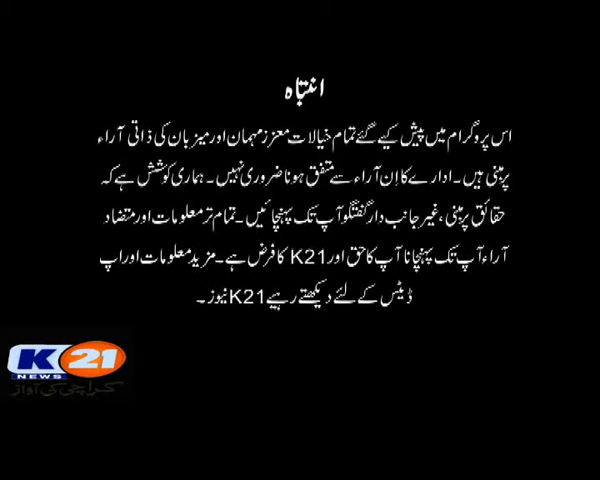 انتباہ
اس پروگرام میں پیش کیے گئے تمام خیالات معزز مہمان اور میزبان کی ذاتی آراء
پر مبنی ہیں۔ ادارے کا اِن آراء سے متفق ہونا ضروری نہیں۔ ہماری کوشش ہے کہ
حقائق پر مبنی، غیر جانب دار گفتگو آپ تک پہنچائیں۔ تمام تر معلومات اور متضاد
آراء آپ تک پہنچانا آپ کا حق اور K21 کا فرض ہے۔ مزید معلومات اور اپ
ڈیٹس کے لئے دیکھتے رہیے K21 نیوز۔
K21
NEWS
کراچی کی آواز